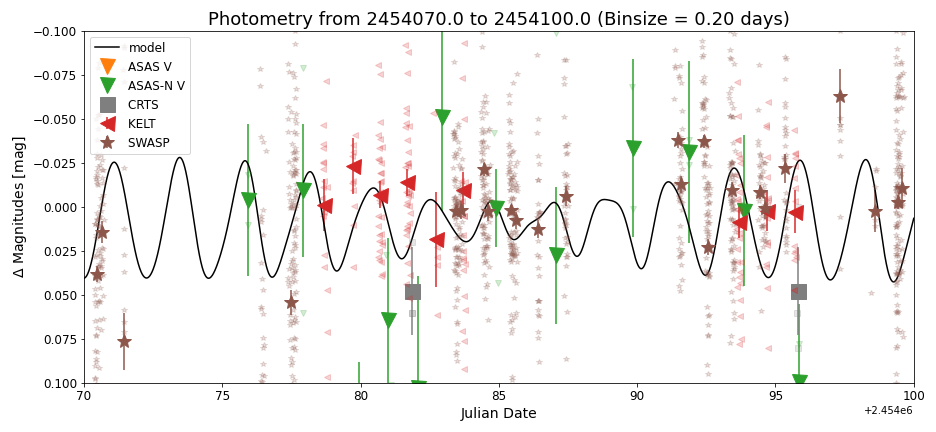 Photometry from 2454070.0 to 2454100.0 (Binsize = 0.20 days)
model
ASAS V
ASAS-N V
CRTS
KELT
SWASP
−0.100
−0.075
−0.050
−0.025
0.000
0.025
0.050
0.075
0.100
Δ Magnitudes [mag]
70
75
80
85
90
95
100
+2.454e6
Julian Date